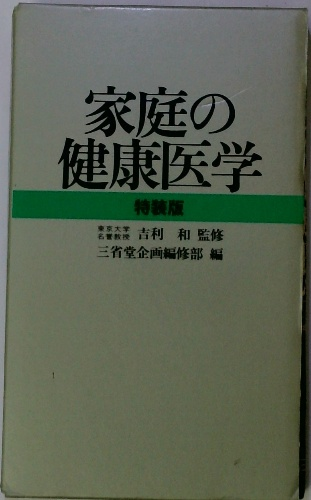 家庭の
健康医学
特装版
東京大学
名誉教授 吉利 和 監修
三省堂企画編修部 編